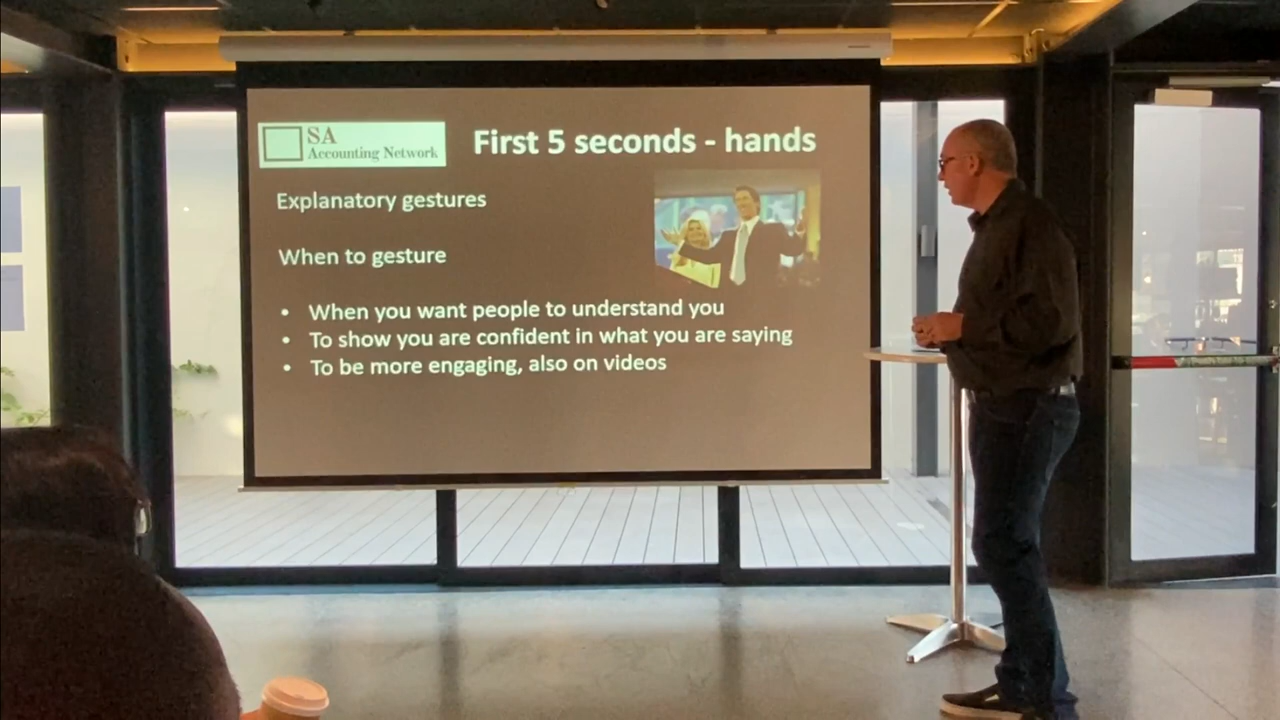 SA
Accounting Network
First 5 seconds - hands
Explanatory gestures
When to gesture
• When you want people to understand you
• To show you are confident in what you are saying
• To be more engaging, also on videos